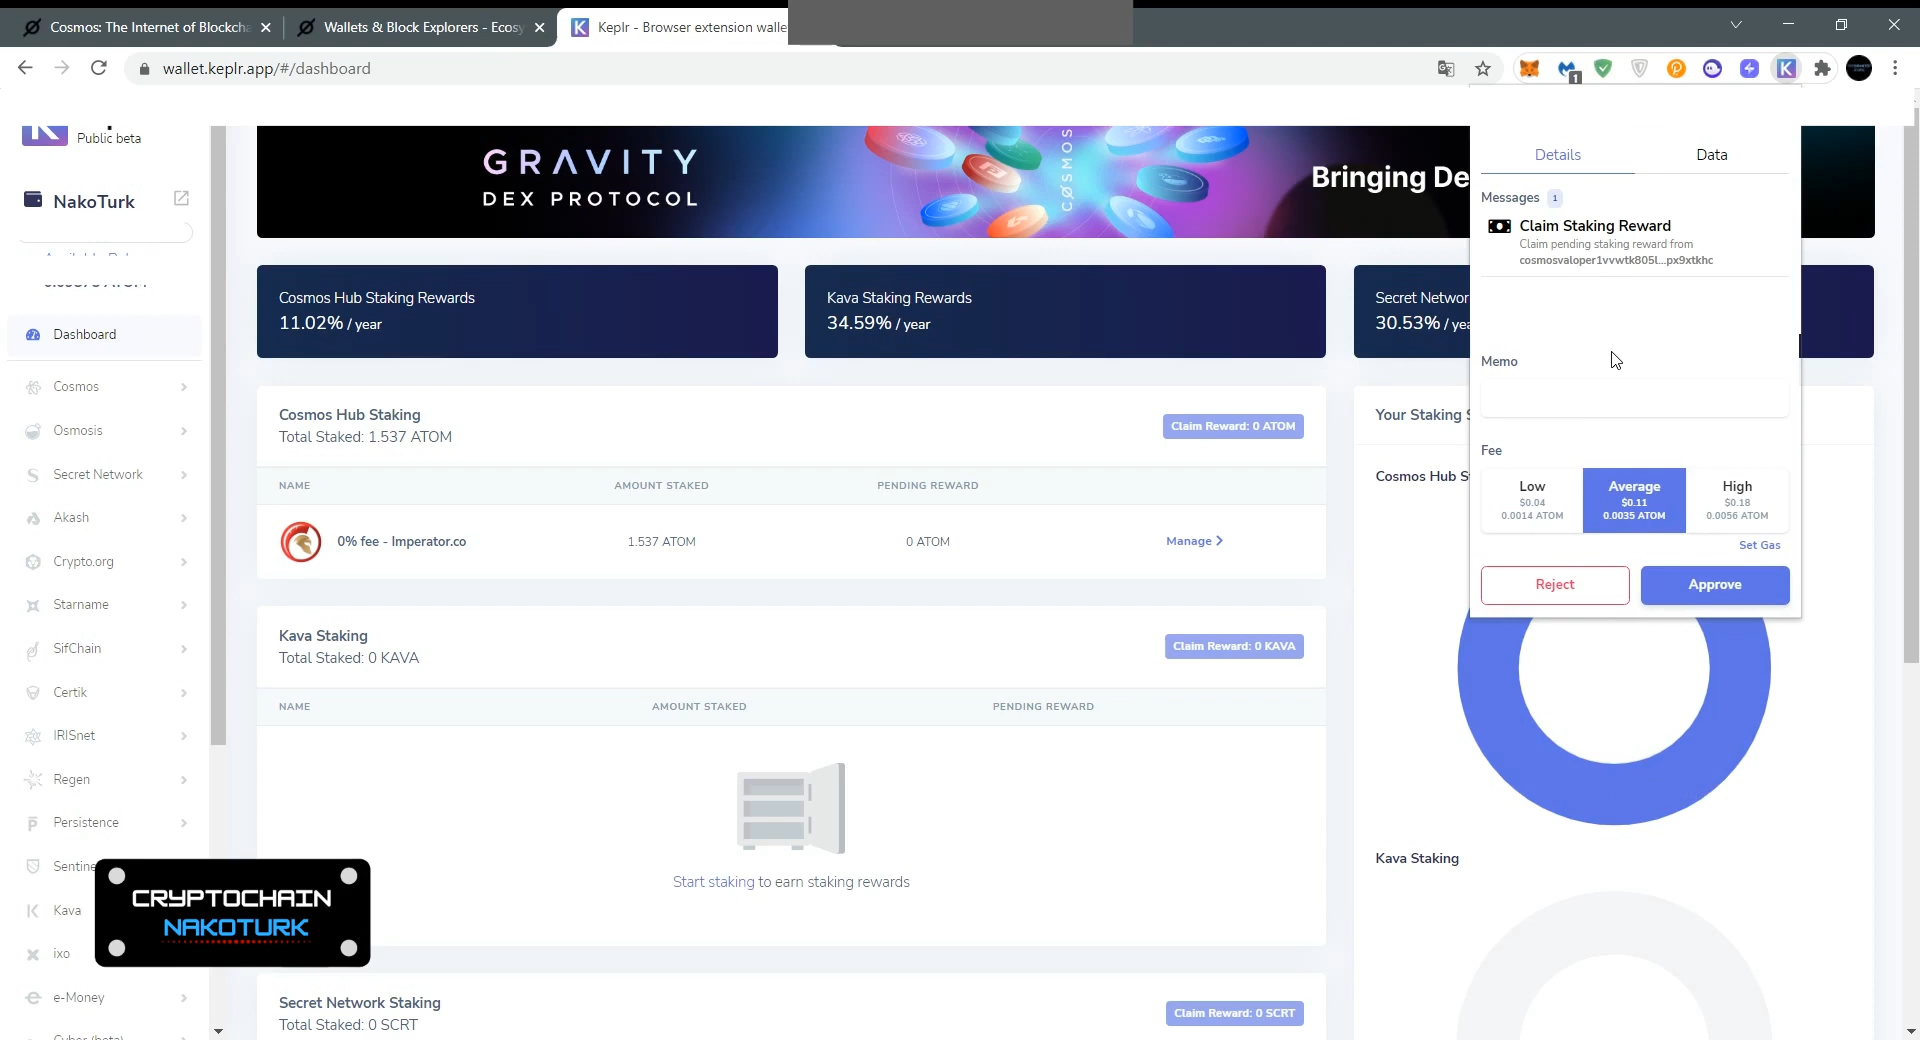 Cosmos: The Internet of Blockcha
Wallets & Block Explorers - Ecosy
Keplr - Browser extension walle
wallet.keplr.app/#/dashboard
1
Public beta
NakoTurk
Dashboard
Cosmos
Osmosis
Secret Network
Akash
Crypto.org
Starname
SifChain
Certik
IRISnet
Regen
Persistence
Sentine
Kava
ixo
e-Money
Cyber (beta)
CRYPTOCHAIN
NAKOTURK
GRAVITY
DEX PROTOCOL
COSMOS
Bringing De
Cosmos Hub Staking Rewards
11.02% / year
Kava Staking Rewards
34.59% / year
Secret Networ
30.53% / yea
Cosmos Hub Staking
Total Staked: 1.537 ATOM
Claim Reward: 0 ATOM
NAME AMOUNT STAKED PENDING REWARD
0% fee - Imperator.co 1.537 ATOM 0 ATOM Manage
Kava Staking
Total Staked: 0 KAVA
Claim Reward: 0 KAVA
NAME AMOUNT STAKED PENDING REWARD
Start staking to earn staking rewards
Secret Network Staking
Total Staked: 0 SCRT
Claim Reward: 0 SCRT
Your Staking S
Cosmos Hub S
Kava Staking
Details Data
Messages 1
Claim Staking Reward
Claim pending staking reward from
cosmosvaloper1vvwtk805l...px9xtkhc
Memo
Fee
Low Average High
$0.04 $0.11 $0.18
0.0014 ATOM 0.0035 ATOM 0.0056 ATOM
Set Gas
Reject Approve